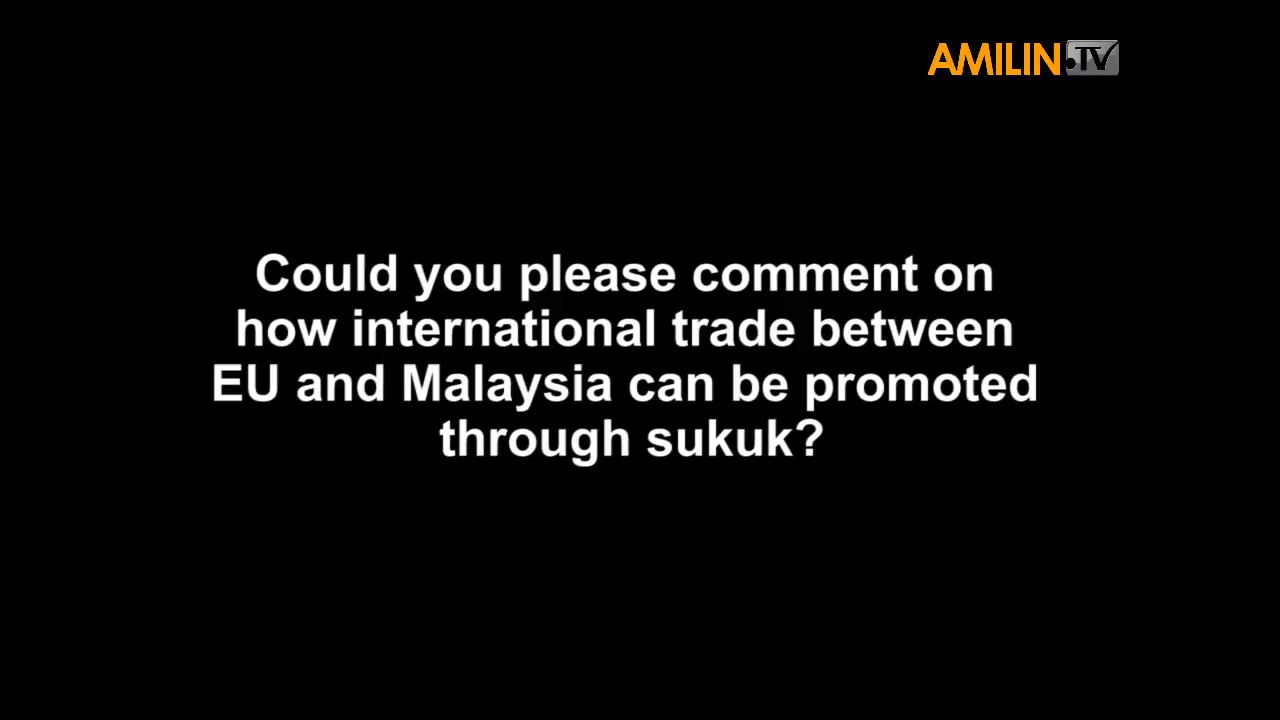 AMILIN.TV
Could you please comment on
how international trade between
EU and Malaysia can be promoted
through sukuk?